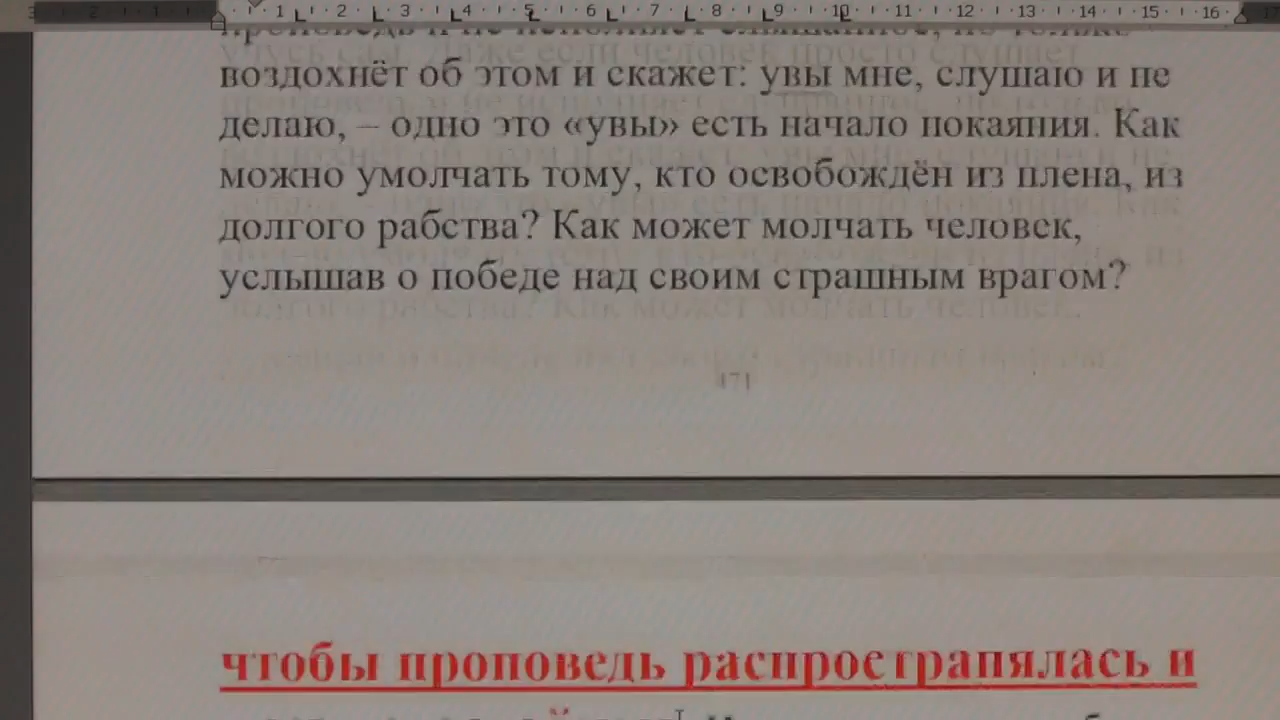 воздохнёт об этом и скажет: увы мне, слушаю и не
делаю, – одно это «увы» есть начало покаяния. Как
можно умолчать тому, кто освобождён из плена, из
долгого рабства? Как может молчать человек,
услышав о победе над своим страшным врагом?
471
чтобы проповедь распространялась и